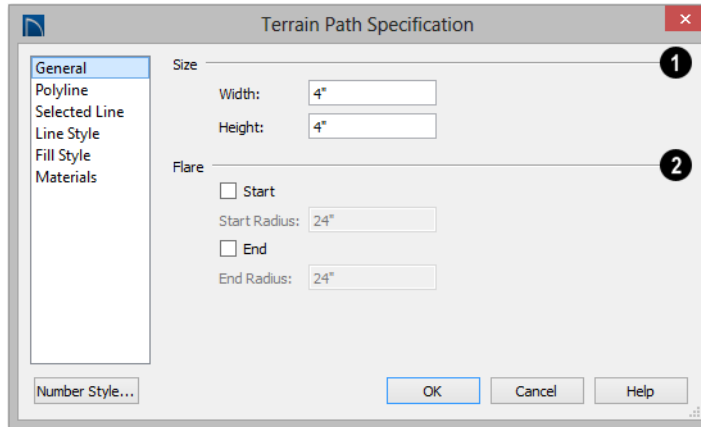 Terrain Path Specification
General
Polyline
Selected Line
Line Style
Fill Style
Materials
Size
1
Width: 4"
Height: 4"
Flare
2
Start
Start Radius: 24"
End
End Radius: 24"
Number Style...
OK
Cancel
Help